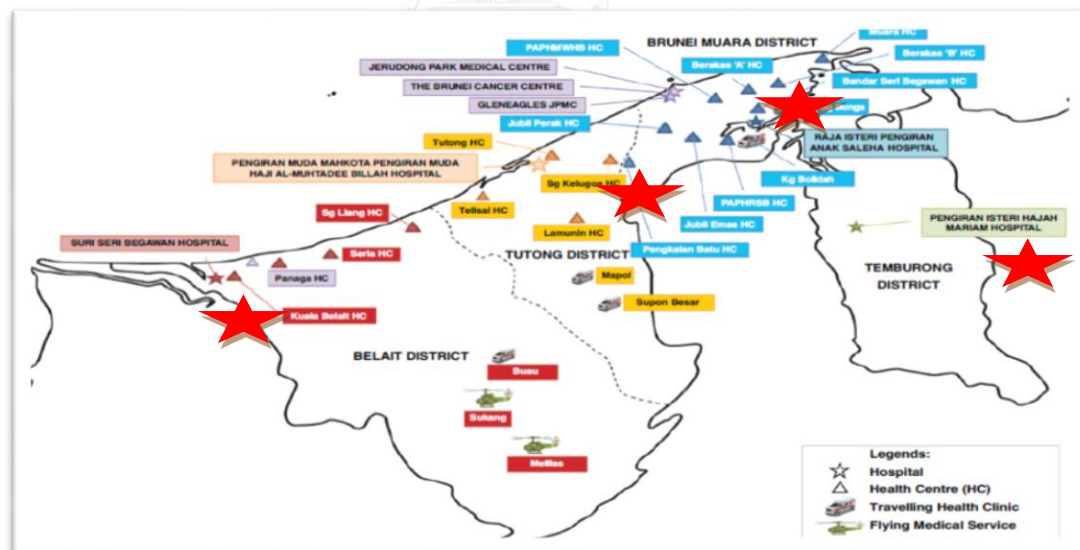 Muara HC
PAPHMWHB HC
BRUNEI MUARA DISTRICT
Berakas 'B' HC
JERUDONG PARK MEDICAL CENTRE
Berakas 'A' HC
Bandar Seri Begawan HC
THE BRUNEI CANCER CENTRE
GLENEAGLES JPMC
Jubli Perak HC
Tutong HC
RAJA ISTERI PENGIRAN
ANAK SALEHA HOSPITAL
PENGIRAN MUDA MAHKOTA PENGIRAN MUDA
HAJI AL-MUHTADEE BILLAH HOSPITAL
Sg Kelugos HC
Kg Bolkiah
PAPHRSB HC
Telisai HC
Sg Liang HC
Jubli Emas HC
PENGIRAN ISTERI HAJAH
MARIAM HOSPITAL
Lamunin HC
SURI SERI BEGAWAN HOSPITAL
Pengkalan Batu HC
Seria HC
TUTONG DISTRICT
TEMBURONG
DISTRICT
Panaga HC
Supon Besar
Kuala Belait HC
BELAIT DISTRICT
Buau
Sukang
Melilas
Legends:
Hospital
Health Centre (HC)
Travelling Health Clinic
Flying Medical Service